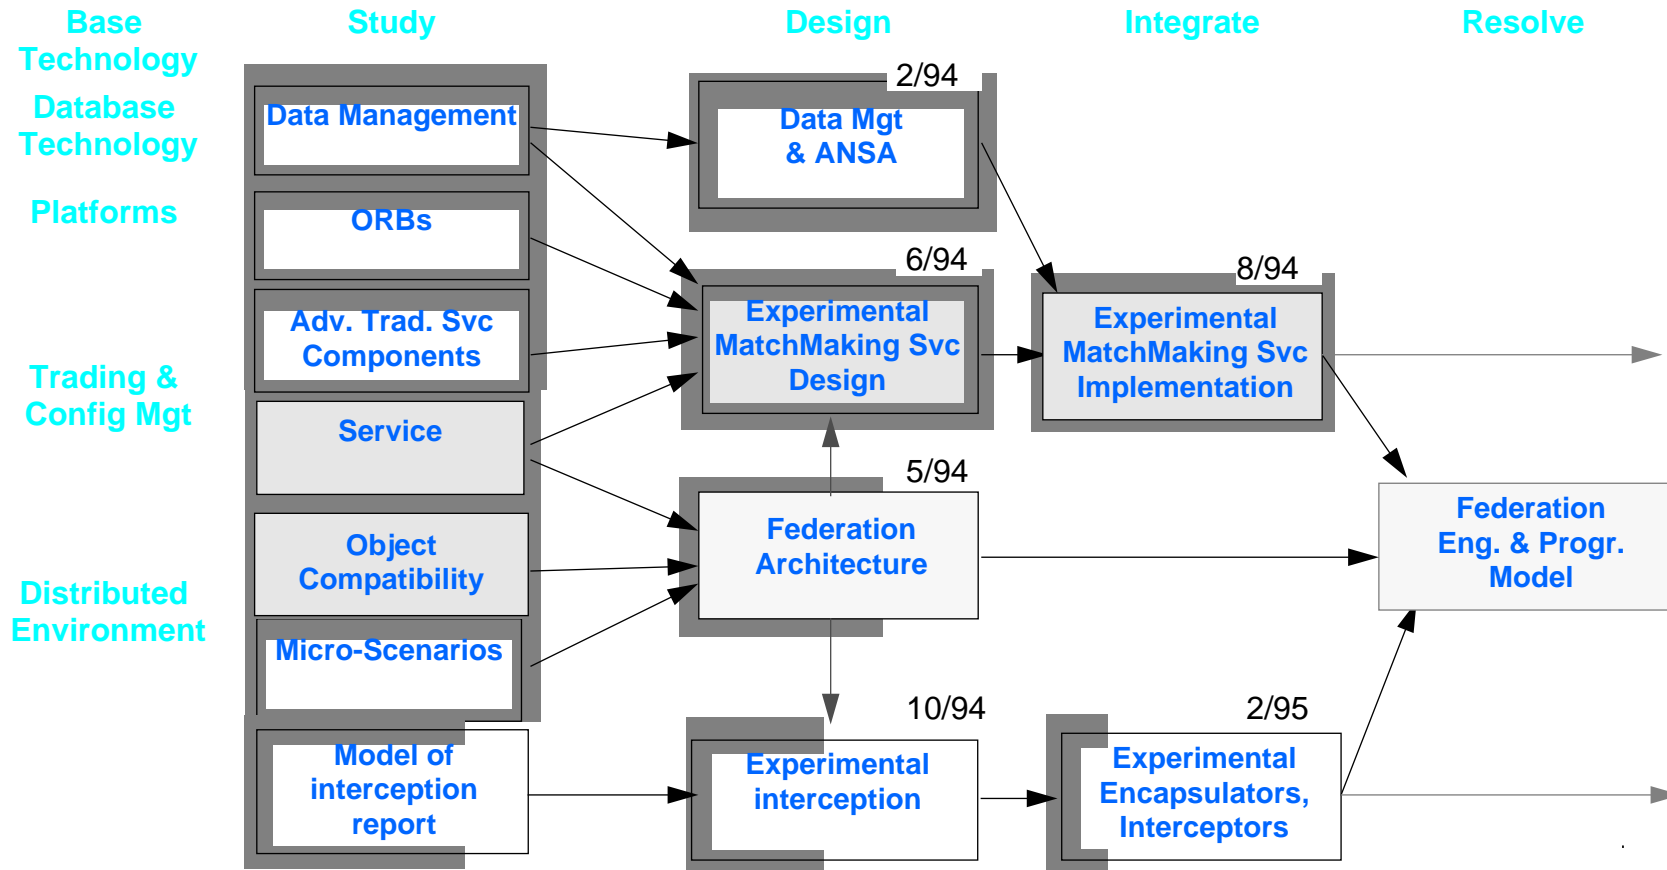 Base
Technology
Study
Design
Integrate
Resolve
Database
Technology
Platforms
Trading &
Config Mgt
Distributed
Environment
Data Management
ORBs
Adv. Trad. Svc
Components
Service
Object
Compatibility
Micro-Scenarios
Model of
interception
report
2/94
Data Mgt
& ANSA
6/94
Experimental
MatchMaking Svc
Design
5/94
Federation
Architecture
10/94
Experimental
interception
8/94
Experimental
MatchMaking Svc
Implementation
2/95
Experimental
Encapsulators,
Interceptors
Federation
Eng. & Progr.
Model
.